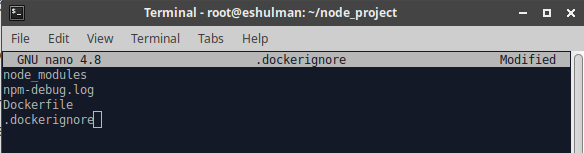 Terminal - root@eshulman: ~/node_project
File Edit View Terminal Tabs Help
GNU nano 4.8 .dockerignore Modified
node_modules
npm-debug.log
Dockerfile
.dockerignore